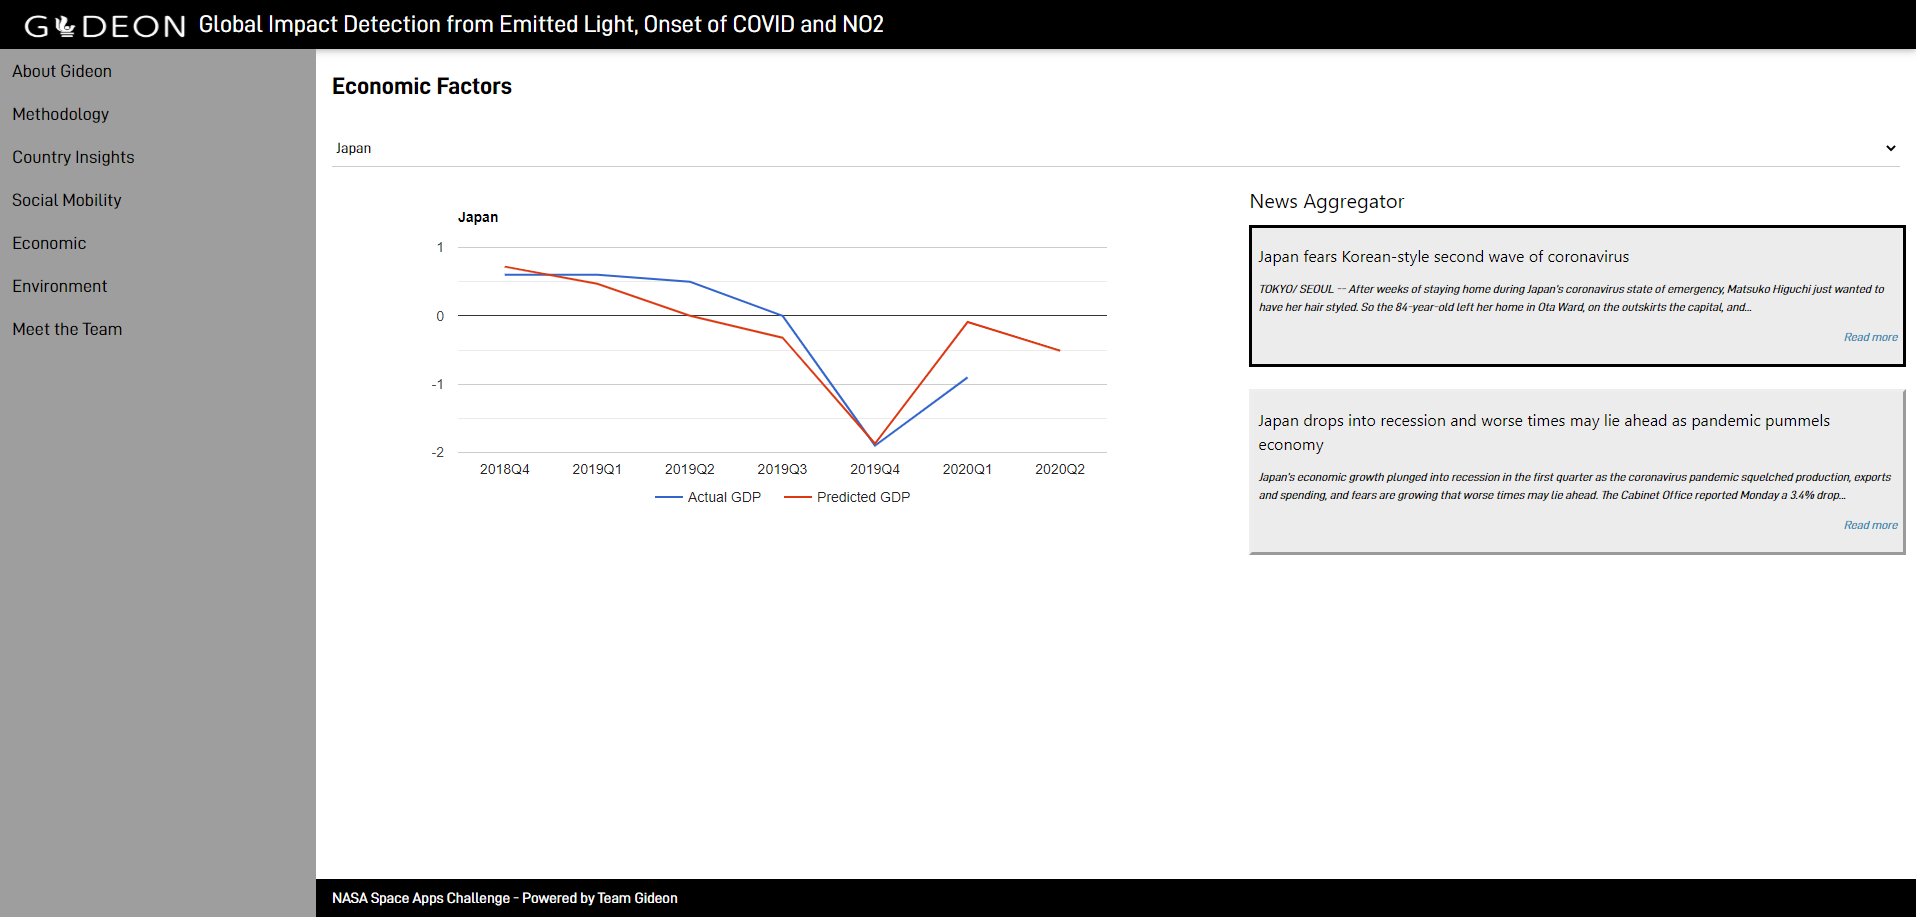 GIDEON Global Impact Detection from Emitted Light, Onset of COVID and NO2
About Gideon
Methodology
Country Insights
Social Mobility
Economic
Environment
Meet the Team
Economic Factors
Japan
Japan
1
0
-1
-2
2018Q4 2019Q1 2019Q2 2019Q3 2019Q4 2020Q1 2020Q2
Actual GDP Predicted GDP
News Aggregator
Japan fears Korean-style second wave of coronavirus
TOKYO/ SEOUL -- After weeks of staying home during Japan's coronavirus state of emergency, Matsuko Higuchi just wanted to
have her hair styled. So the 84-year-old left her home in Ota Ward, on the outskirts the capital, and...
Read more
Japan drops into recession and worse times may lie ahead as pandemic pummels
economy
Japan's economic growth plunged into recession in the first quarter as the coronavirus pandemic squelched production, exports
and spending, and fears are growing that worse times may lie ahead. The Cabinet Office reported Monday a 3.4% drop...
Read more
NASA Space Apps Challenge - Powered by Team Gideon